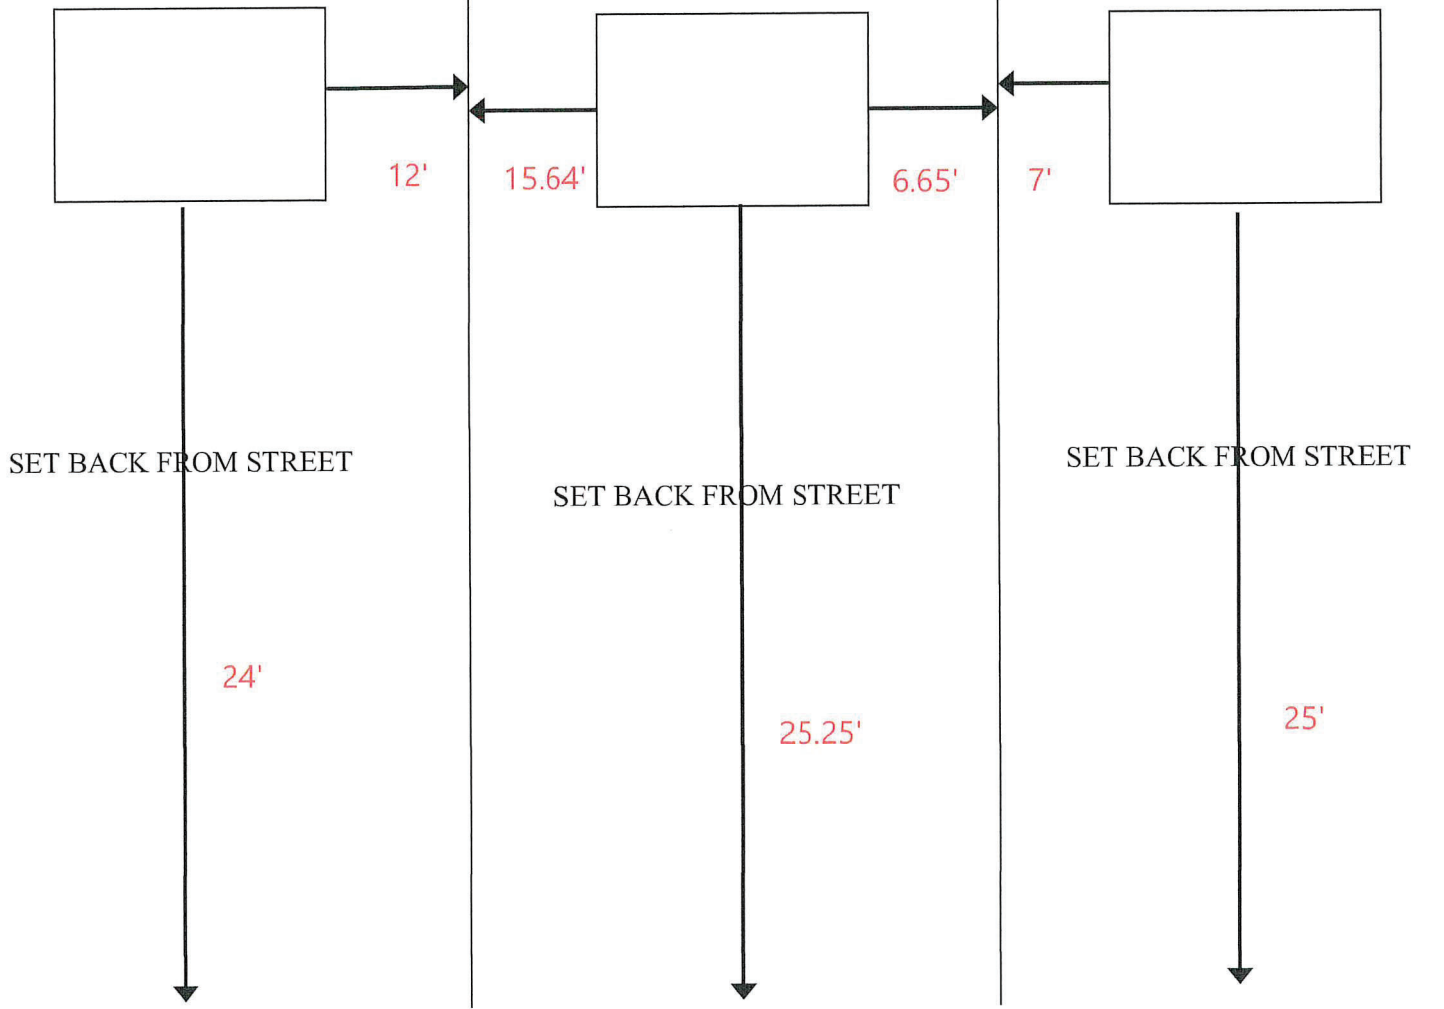 12'
15.64'
6.65'
7'
SET BACK FROM STREET
SET BACK FROM STREET
SET BACK FROM STREET
24'
25.25'
25'